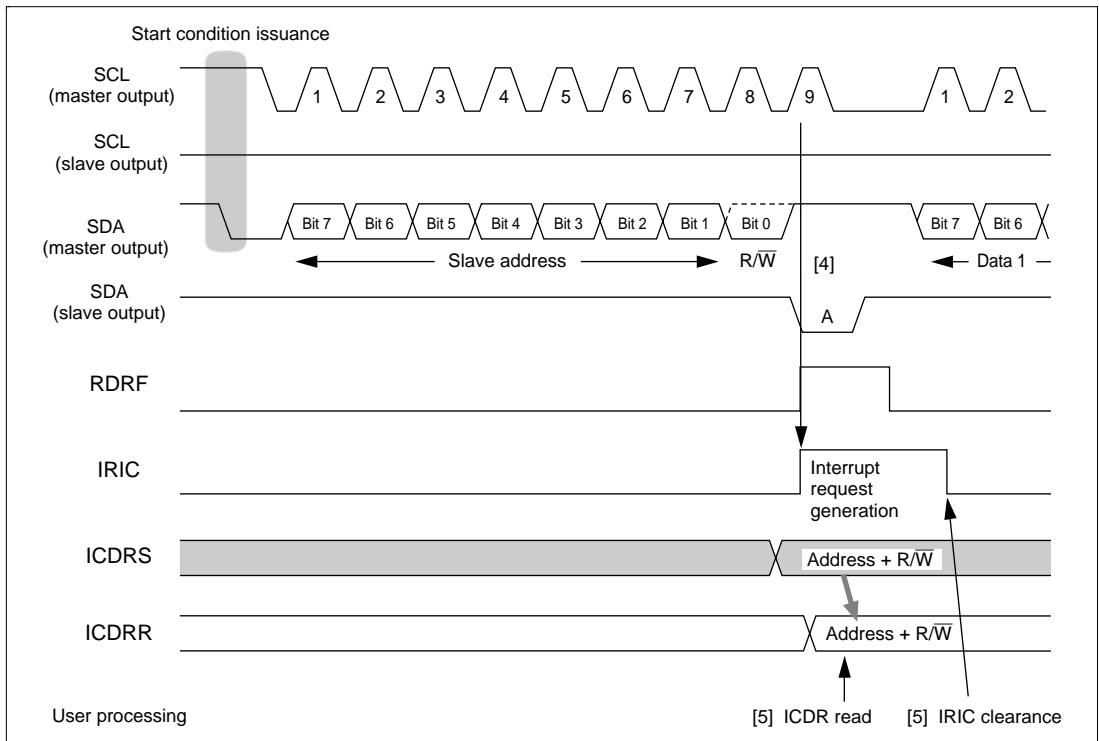 Start condition issuance
SCL
(master output)
1 2 3 4 5 6 7 8 9 1 2
SCL
(slave output)
SDA
(master output)
Bit 7 Bit 6 Bit 5 Bit 4 Bit 3 Bit 2 Bit 1 Bit 0 Bit 7 Bit 6
Slave address R/W̅ [4] Data 1
SDA
(slave output)
A
RDRF
IRIC
Interrupt
request
generation
ICDRS
Address + R/W̅
ICDRR
Address + R/W̅
User processing [5] ICDR read [5] IRIC clearance